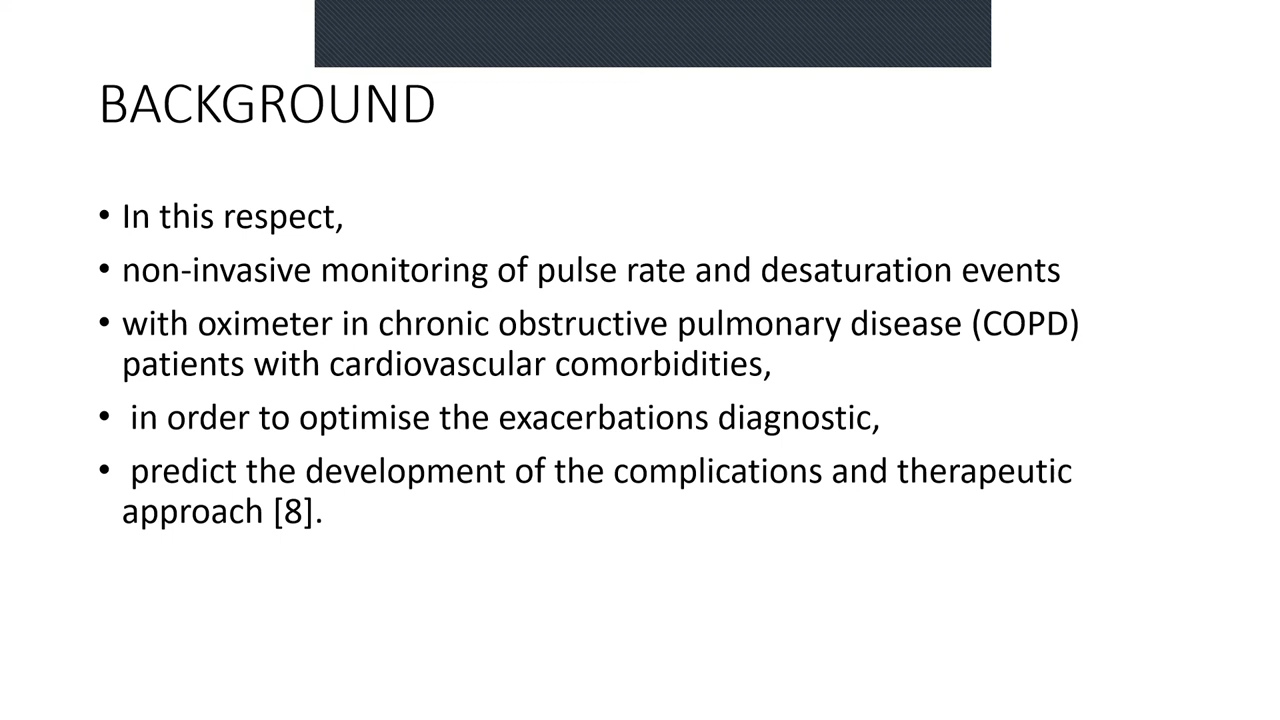 BACKGROUND
• In this respect,
• non-invasive monitoring of pulse rate and desaturation events
• with oximeter in chronic obstructive pulmonary disease (COPD)
patients with cardiovascular comorbidities,
• in order to optimise the exacerbations diagnostic,
• predict the development of the complications and therapeutic
approach [8].